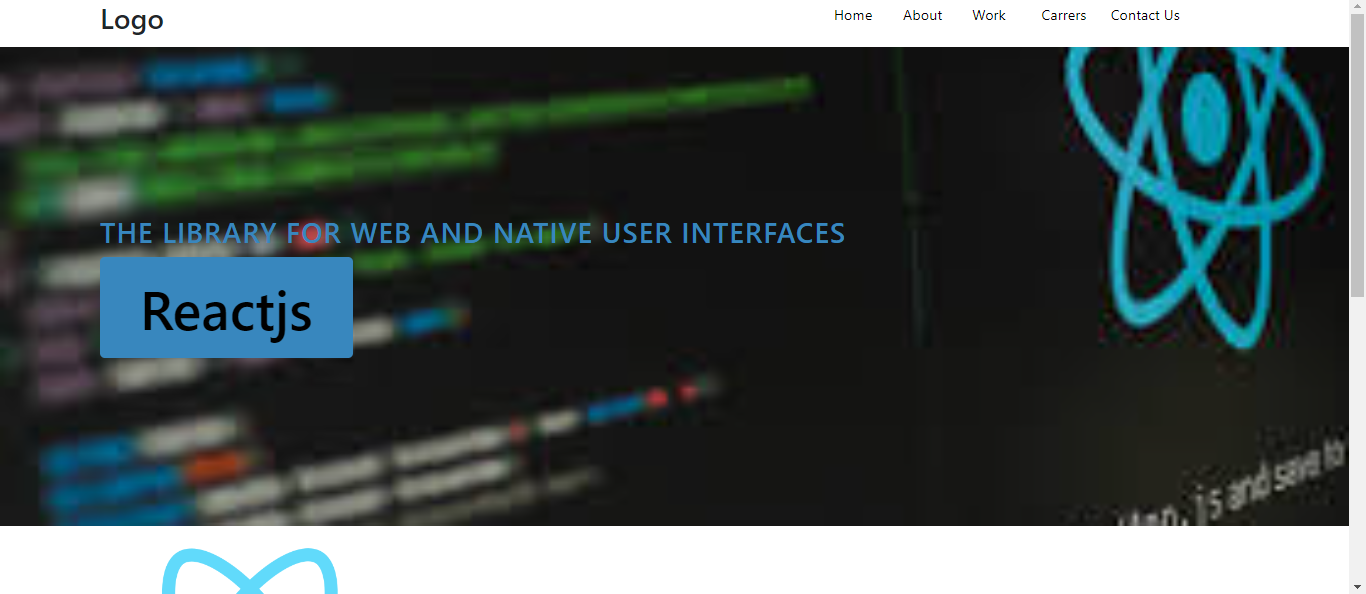 Logo
Home About Work Carrers Contact Us
THE LIBRARY FOR WEB AND NATIVE USER INTERFACES
Reactjs
js and save to